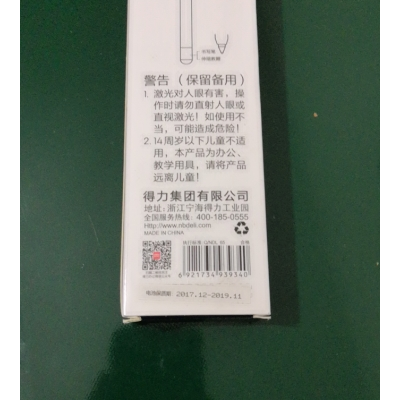 警告（保留备用）
1. 激光对人眼有害，操
作时请勿直射人眼或
直视激光！如使用不
当，可能造成危险！
2. 14周岁以下儿童不适
用，本产品为办公、
教学用具，请将产品
远离儿童！
得力集团有限公司
地址：浙江宁海得力工业园
全国服务热线：400-185-0555
Http://www.nbdeli.com
MADE IN CHINA
6 921734 939340
2017.12-2019.11